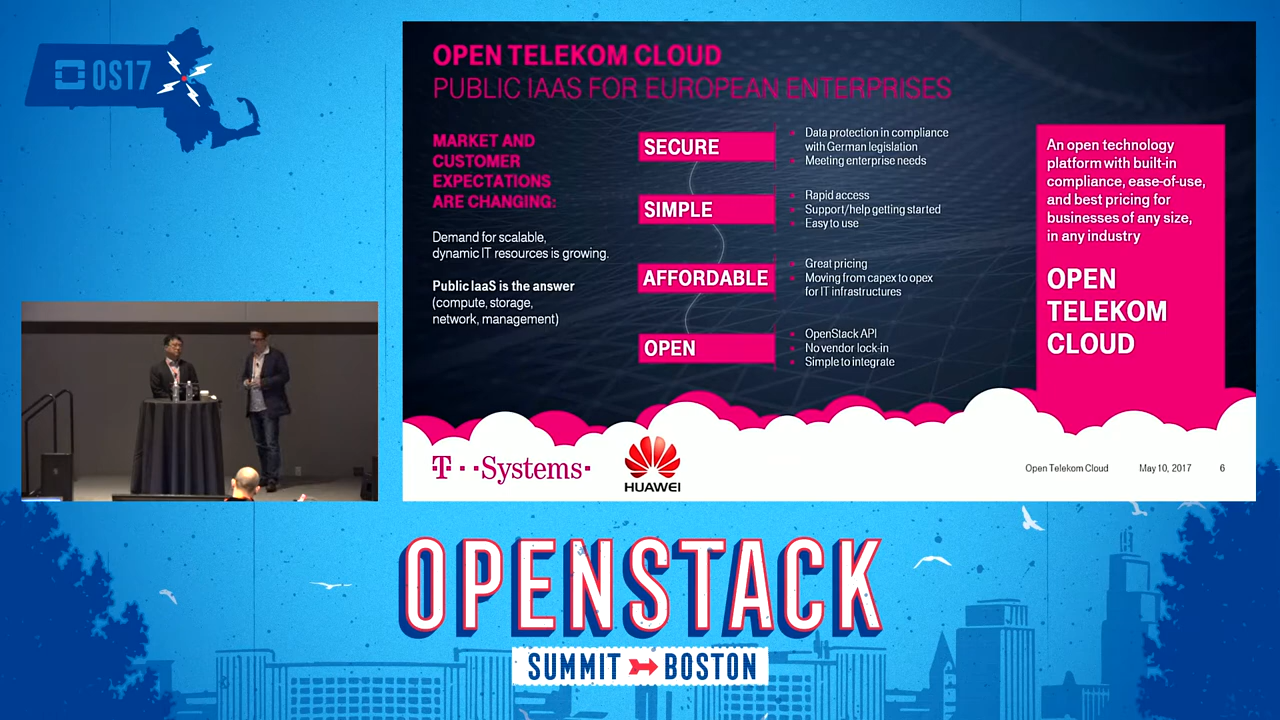 OS17
OPEN TELEKOM CLOUD
PUBLIC IAAS FOR EUROPEAN ENTERPRISES
MARKET AND
CUSTOMER
EXPECTATIONS
ARE CHANGING:
Demand for scalable,
dynamic IT resources is growing.
Public IaaS is the answer
(compute, storage,
network, management)
SECURE
Data protection in compliance
with German legislation
Meeting enterprise needs
SIMPLE
Rapid access
Support/help getting started
Easy to use
AFFORDABLE
Great pricing
Moving from capex to opex
for IT infrastructures
OPEN
OpenStack API
No vendor lock-in
Simple to integrate
An open technology
platform with built-in
compliance, ease-of-use,
and best pricing for
businesses of any size,
in any industry
OPEN
TELEKOM
CLOUD
T··Systems·
HUAWEI
Open Telekom Cloud May 10, 2017 6
OPENSTACK
SUMMIT BOSTON